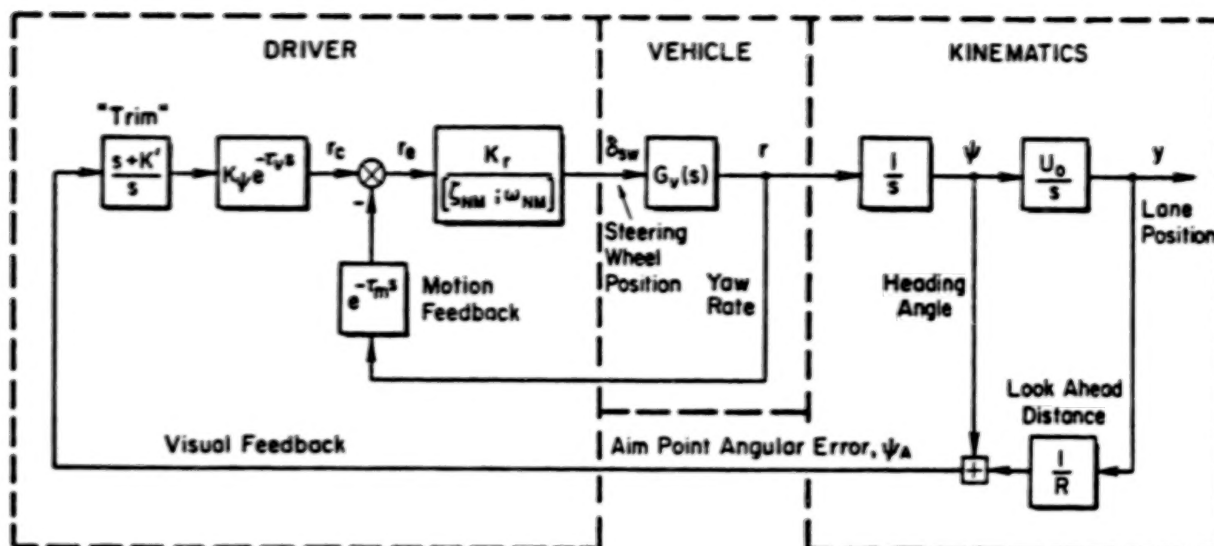 DRIVER
VEHICLE
KINEMATICS
"Trim"
s+K'
s
K_ψ e^{-τ_v s}
r_c
r_e
-
K_r
[ζ_NM ; ω_NM]
δ_sw
G_v(s)
r
1
s
ψ
U_o
s
y
Lane
Position
Steering
Wheel
Position
Yaw
Rate
Heading
Angle
e^{-τ_m s}
Motion
Feedback
Look Ahead
Distance
Visual Feedback
Aim Point Angular Error, ψ_A
+
1
R